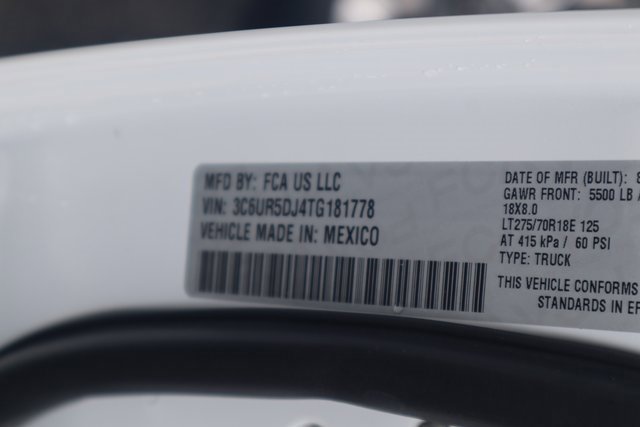 MFD BY: FCA US LLC
VIN: 3C6UR5DJ4TG181778
VEHICLE MADE IN: MEXICO
DATE OF MFR (BUILT): 8
GAWR FRONT: 5500 LB
18X8.0
LT275/70R18E 125
AT 415 kPa / 60 PSI
TYPE: TRUCK
THIS VEHICLE CONFORMS
STANDARDS IN EF